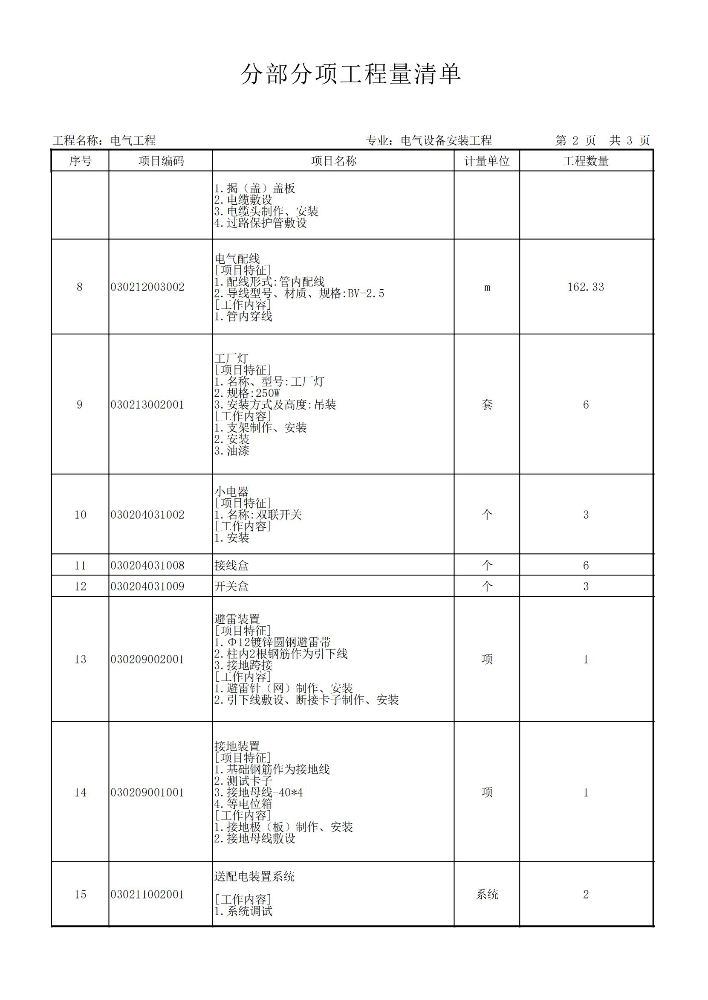 分部分项工程量清单
工程名称：电气工程 专业：电气设备安装工程 第 2 页 共 3 页
序号 项目编码 项目名称 计量单位 工程数量
1.揭（盖）盖板
2.电缆敷设
3.电缆头制作、安装
4.过路保护管敷设
电气配线
[项目特征]
1.配线形式:管内配线
8 030212003002 m 162.33
2.导线型号、材质、规格:BV-2.5
[工作内容]
1.管内穿线
工厂灯
[项目特征]
1.名称、型号:工厂灯
2.规格:250W
9 030213002001 3.安装方式及高度:吊装 套 6
[工作内容]
1.支架制作、安装
2.安装
3.油漆
小电器
[项目特征]
10 030204031002 1.名称:双联开关 个 3
[工作内容]
1.安装
11 030204031008 接线盒 个 6
12 030204031009 开关盒 个 3
避雷装置
[项目特征]
1.Φ12镀锌圆钢避雷带
2.柱内2根钢筋作为引下线
13 030209002001 项 1
3.接地跨接
[工作内容]
1.避雷针（网）制作、安装
2.引下线敷设、断接卡子制作、安装
接地装置
[项目特征]
1.基础钢筋作为接地线
2.测试卡子
14 030209001001 3.接地母线-40*4 项 1
4.等电位箱
[工作内容]
1.接地极（板）制作、安装
2.接地母线敷设
送配电装置系统
15 030211002001 系统 2
[工作内容]
1.系统调试